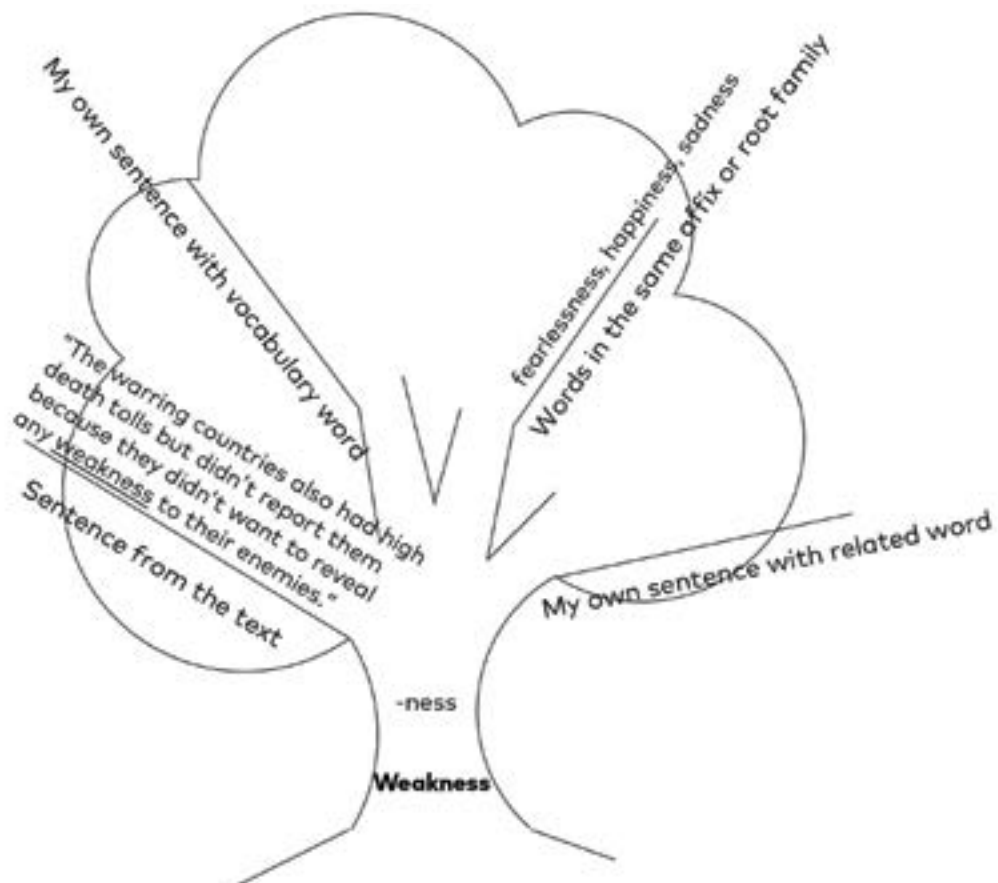 My own sentence with vocabulary word
fearlessness, happiness, sadness
Words in the same affix or root family
"The warring countries also had high
death tolls but didn't report them
because they didn't want to reveal
any weakness to their enemies."
Sentence from the text
My own sentence with related word
-ness
Weakness